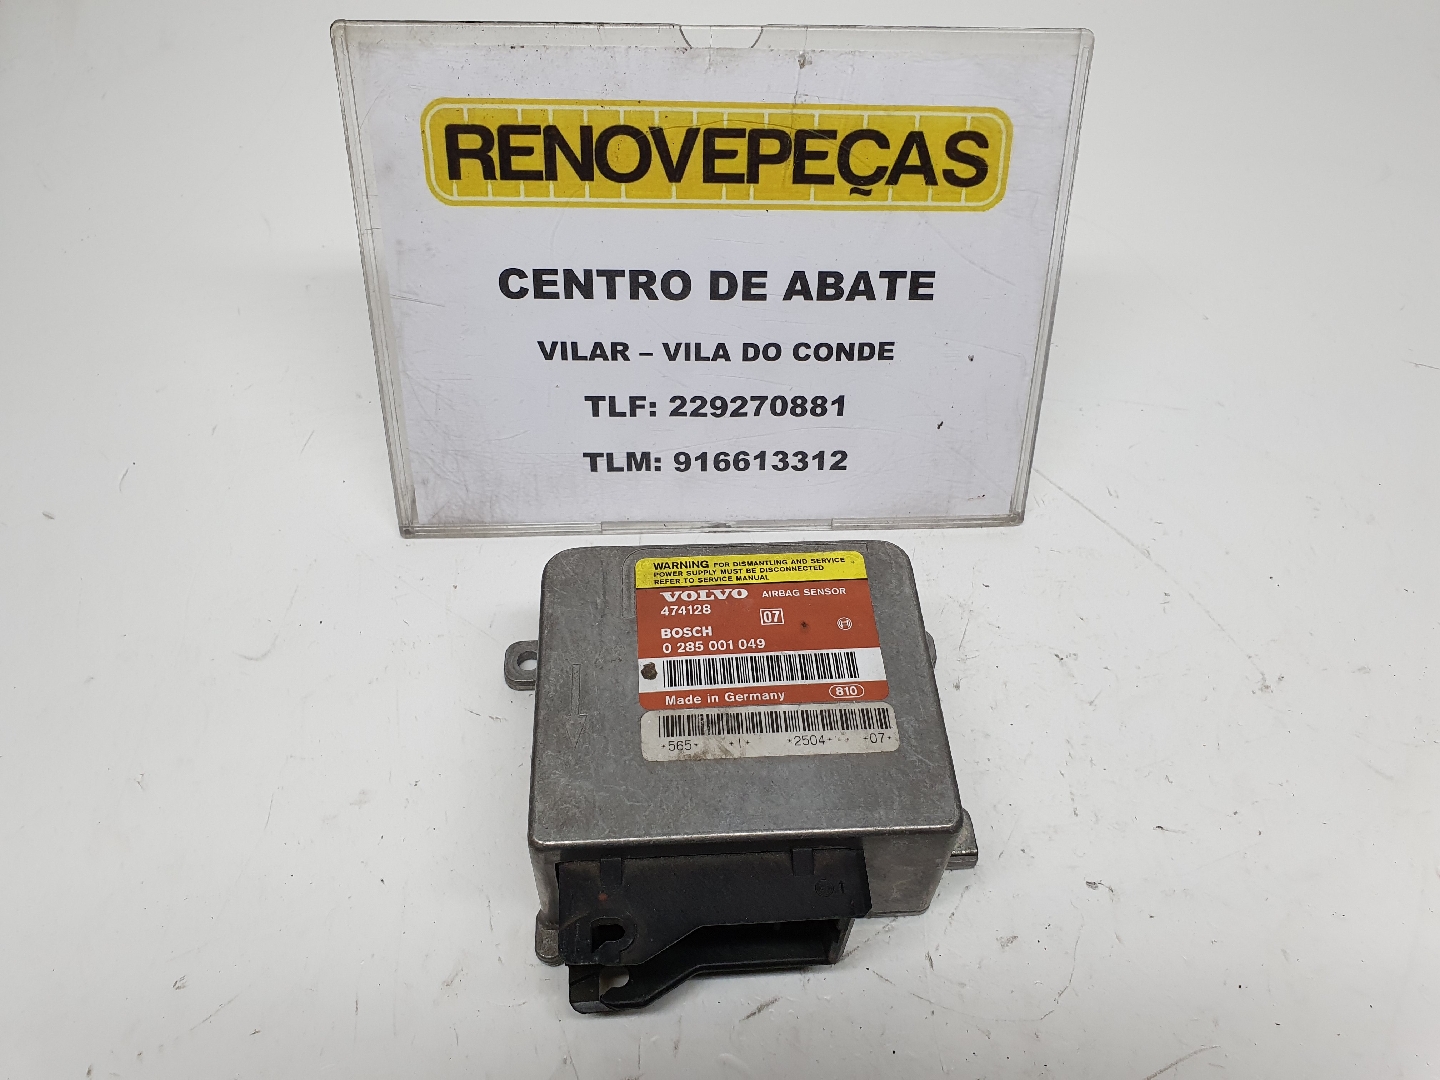 RENOVEPEÇAS
CENTRO DE ABATE
VILAR – VILA DO CONDE
TLF: 229270881
TLM: 916613312
WARNING FOR DISMANTLING AND SERVICE
POWER SUPPLY MUST BE DISCONNECTED
REFER TO SERVICE MANUAL
VOLVO AIRBAG SENSOR
474128 07
BOSCH
0 285 001 049
Made in Germany 810
*565* *1* *2504* *07*